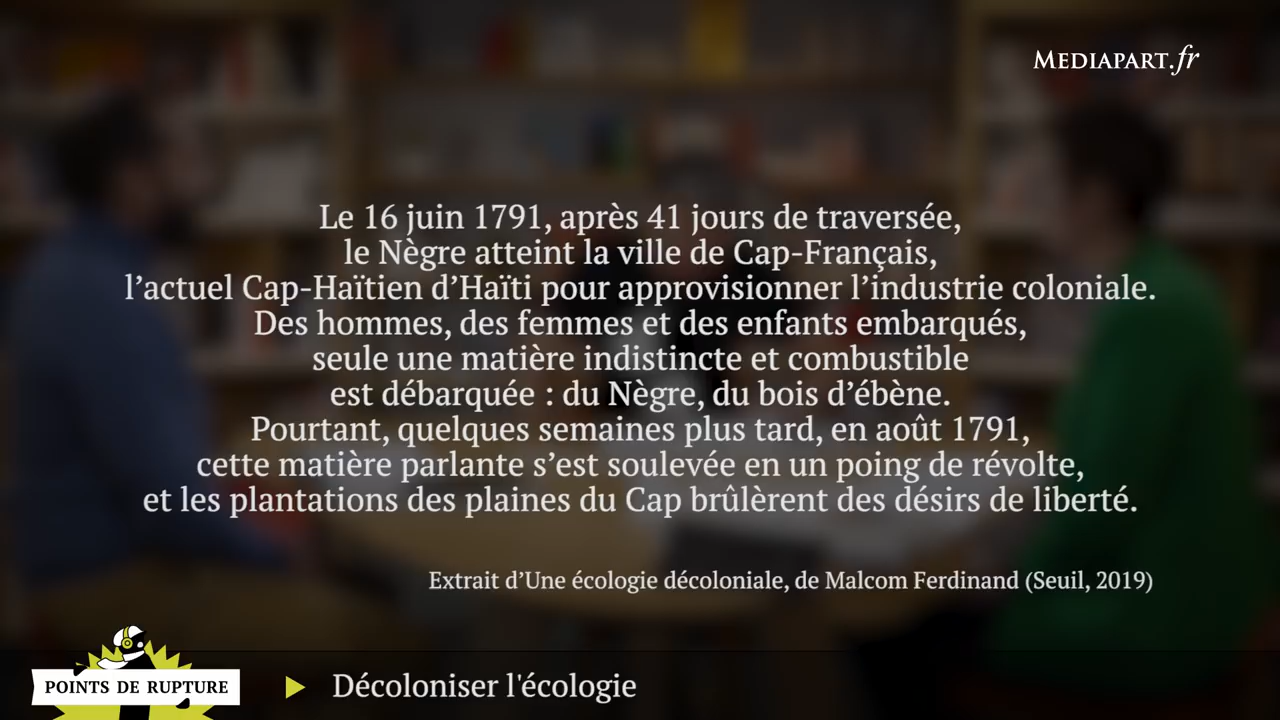 MEDIAPART.fr
Le 16 juin 1791, après 41 jours de traversée,
le Nègre atteint la ville de Cap-Français,
l’actuel Cap-Haïtien d’Haïti pour approvisionner l’industrie coloniale.
Des hommes, des femmes et des enfants embarqués,
seule une matière indistincte et combustible
est débarquée : du Nègre, du bois d’ébène.
Pourtant, quelques semaines plus tard, en août 1791,
cette matière parlante s’est soulevée en un poing de révolte,
et les plantations des plaines du Cap brûlèrent des désirs de liberté.
Extrait d’Une écologie décoloniale, de Malcom Ferdinand (Seuil, 2019)
POINTS DE RUPTURE
Décoloniser l'écologie